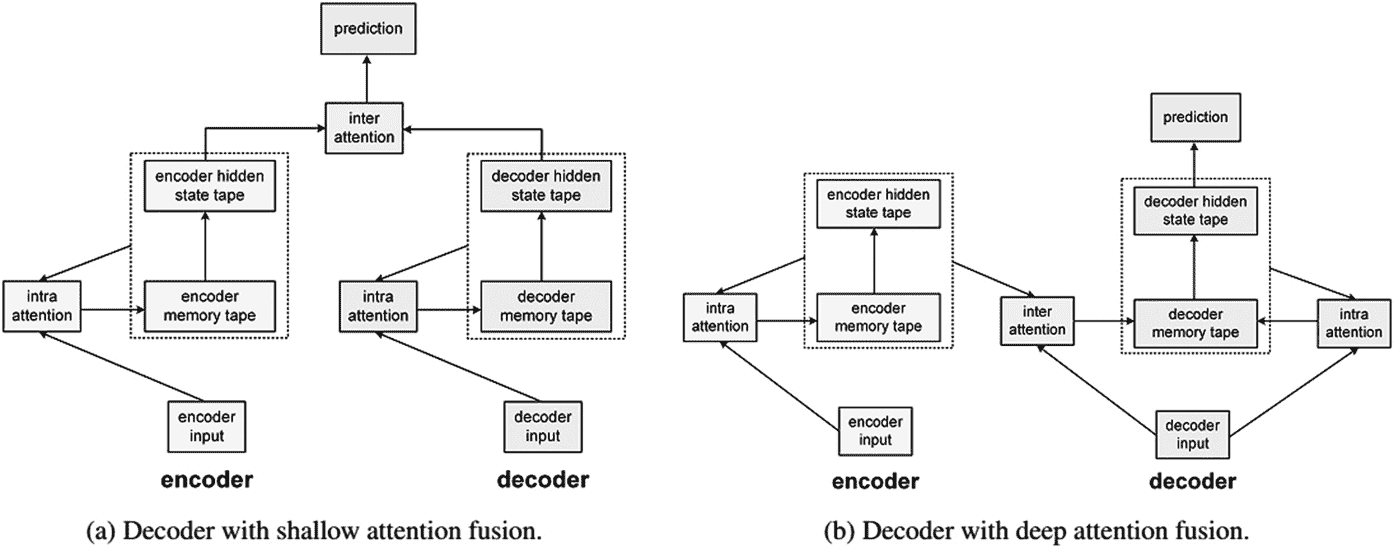 prediction
inter
attention
encoder hidden
state tape
decoder hidden
state tape
intra
attention
encoder
memory tape
intra
attention
decoder
memory tape
encoder
input
decoder
input
encoder
decoder
(a) Decoder with shallow attention fusion.
prediction
encoder hidden
state tape
decoder hidden
state tape
intra
attention
encoder
memory tape
inter
attention
decoder
memory tape
intra
attention
encoder
input
decoder
input
encoder
decoder
(b) Decoder with deep attention fusion.